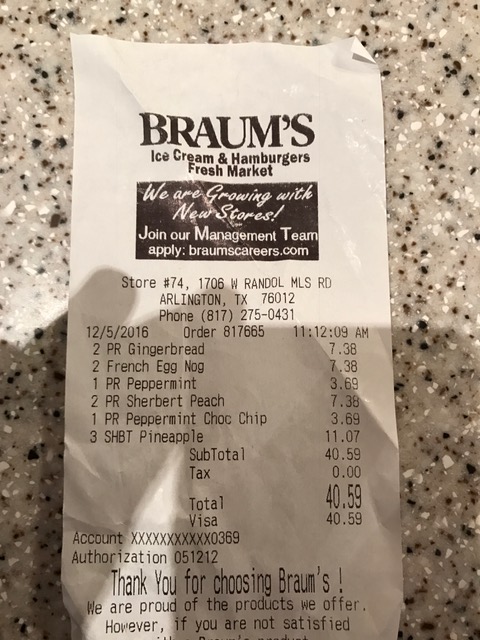 BRAUM'S
Ice Cream & Hamburgers
Fresh Market
We are Growing with
New Stores!
Join our Management Team
apply: braumscareers.com
Store #74, 1706 W RANDOL MLS RD
ARLINGTON, TX 76012
Phone (817) 275-0431
12/5/2016 Order 817665 11:12:09 AM
2 PR Gingerbread 7.38
2 French Egg Nog 7.38
1 PR Peppermint 3.69
2 PR Sherbert Peach 7.38
1 PR Peppermint Choc Chip 3.69
3 SHBT Pineapple 11.07
SubTotal 40.59
Tax 0.00
Total 40.59
Visa 40.59
Account XXXXXXXXXXXX0369
Authorization 051212
Thank You for choosing Braum's !
We are proud of the products we offer.
However, if you are not satisfied